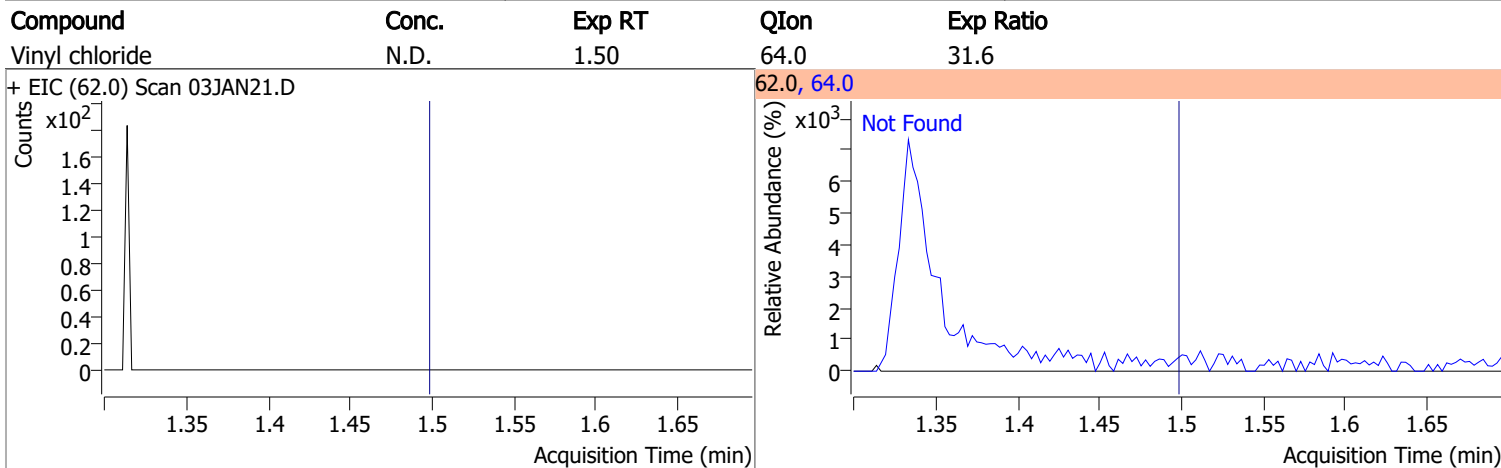 Compound Conc. Exp RT QIon Exp Ratio
Vinyl chloride N.D. 1.50 64.0 31.6
+ EIC (62.0) Scan 03JAN21.D
Counts
x10²
1.6
1.4
1.2
1
0.8
0.6
0.4
0.2
0
1.35 1.4 1.45 1.5 1.55 1.6 1.65
Acquisition Time (min)
62.0, 64.0
Relative Abundance (%)
x10³
Not Found
6
5
4
3
2
1
0
1.35 1.4 1.45 1.5 1.55 1.6 1.65
Acquisition Time (min)